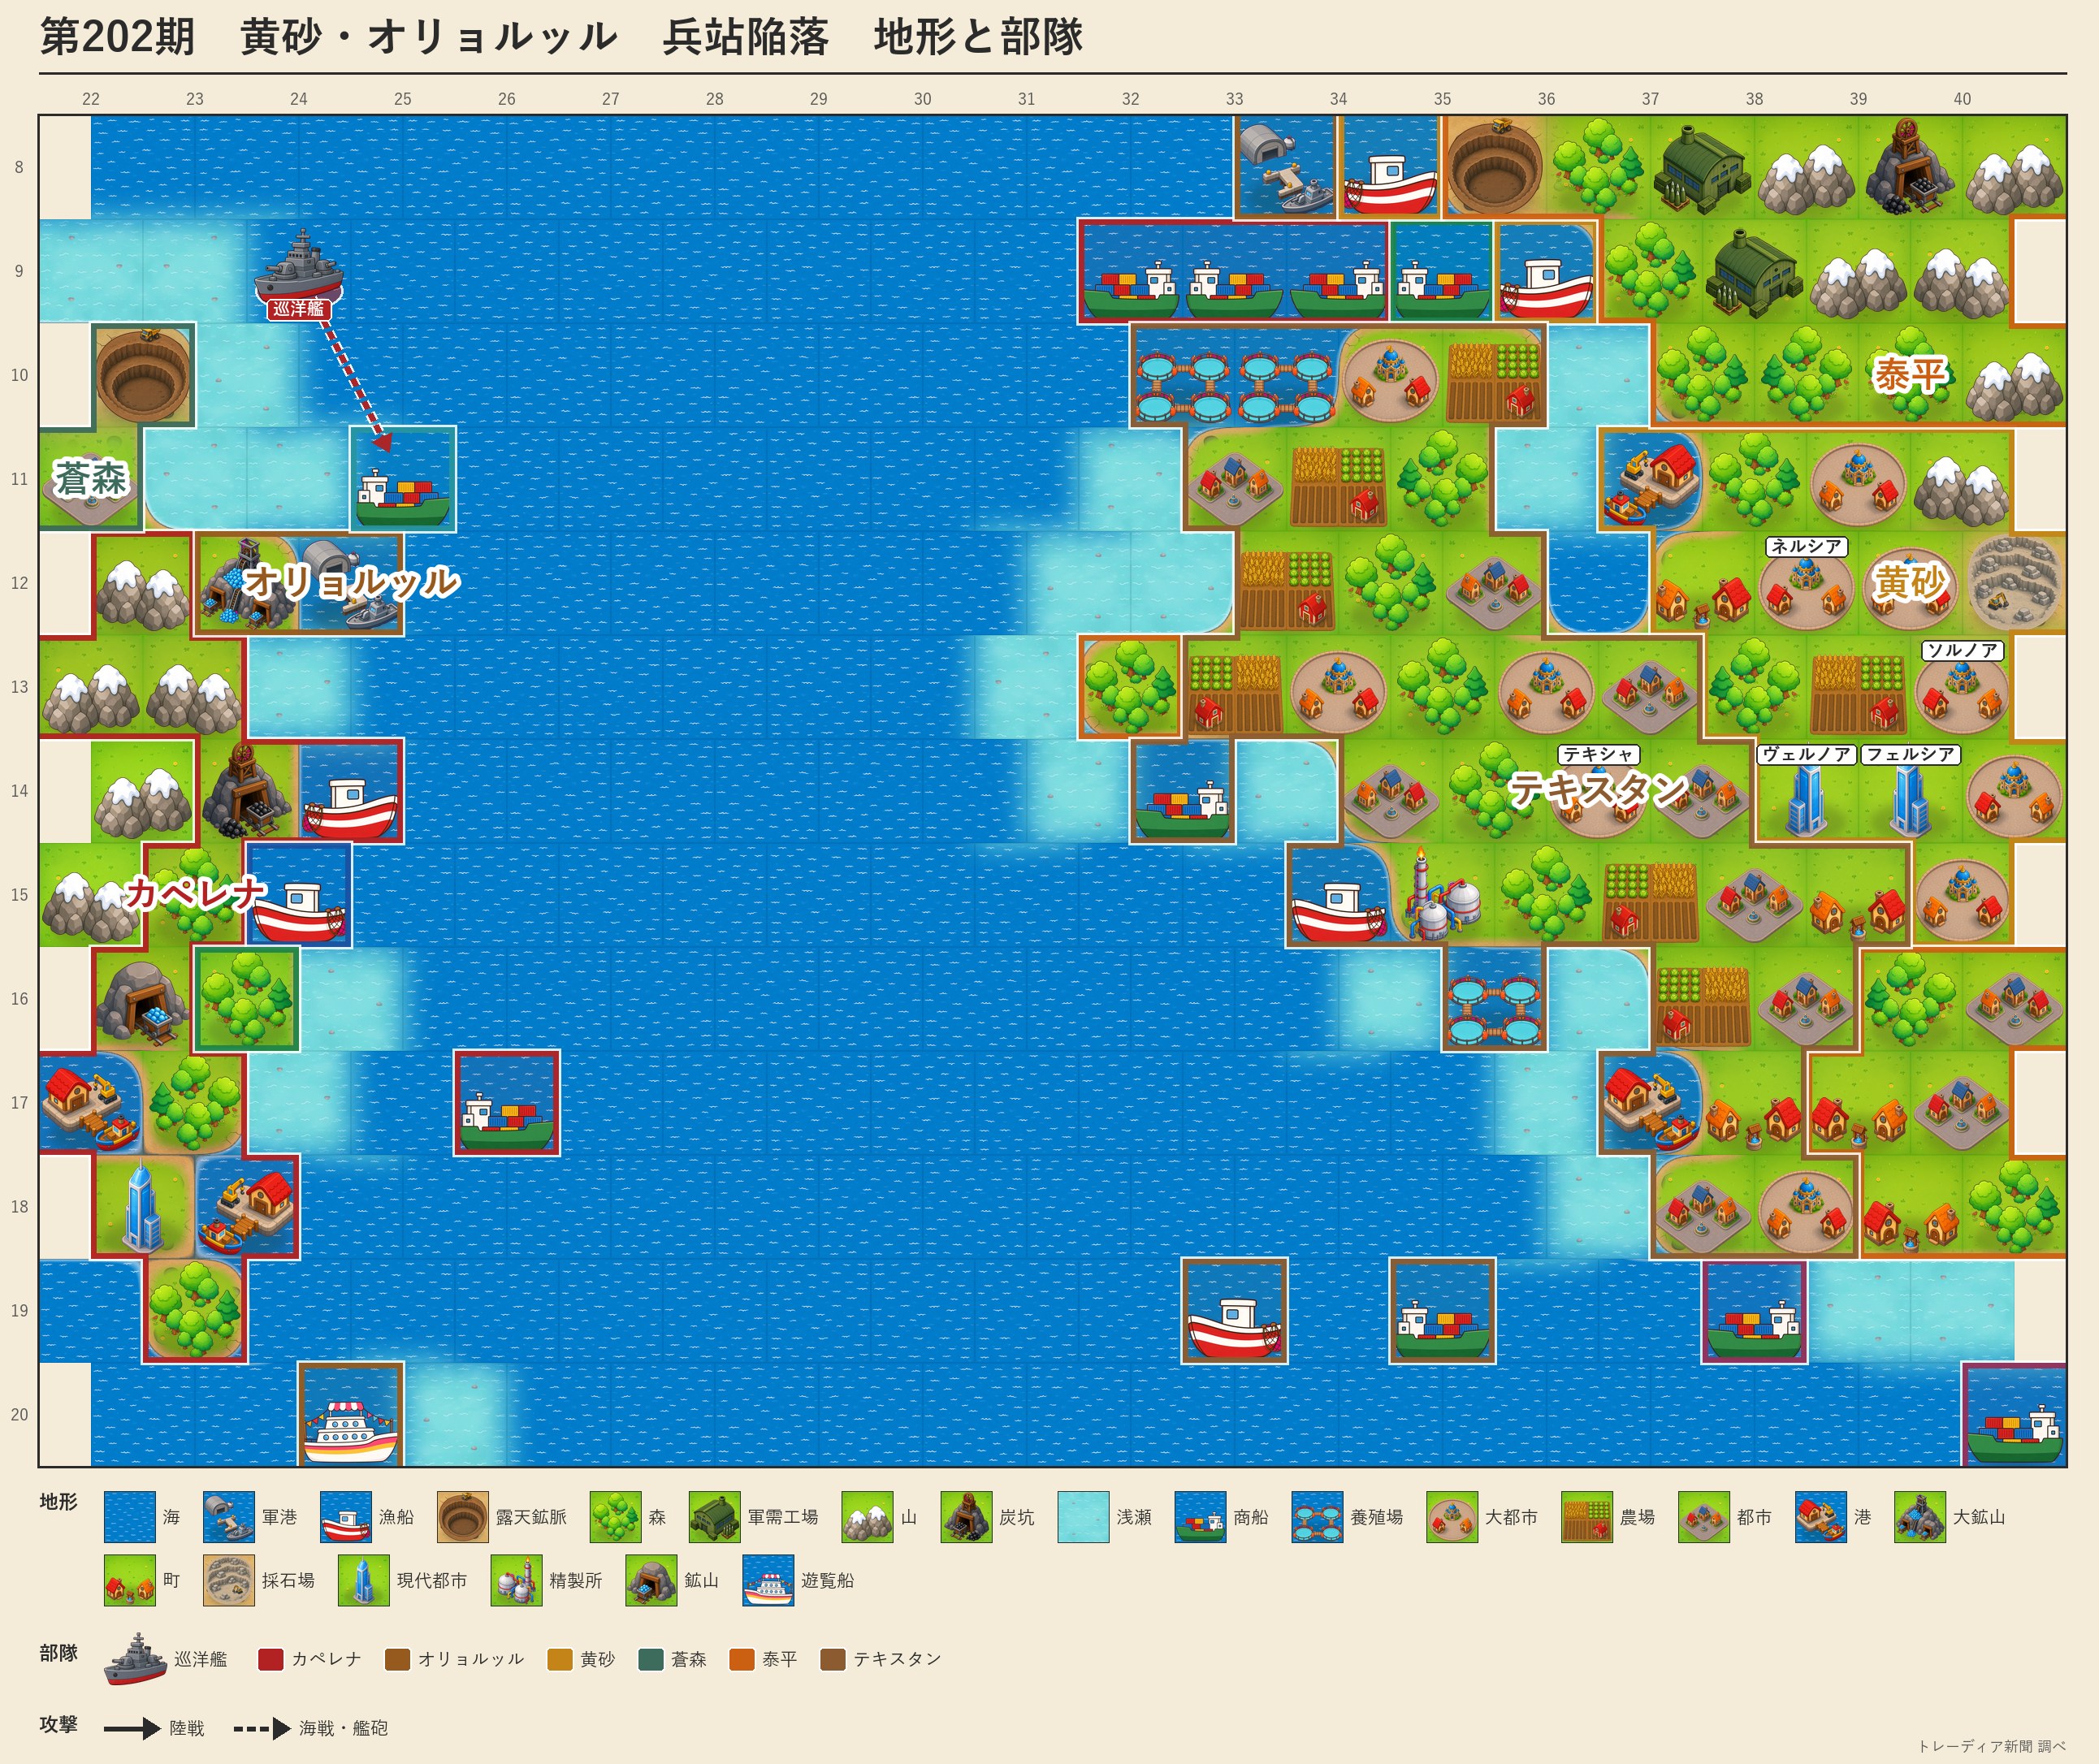 第202期　黄砂・オリョルッル　兵站陥落　地形と部隊
22 23 24 25 26 27 28 29 30 31 32 33 34 35 36 37 38 39 40
8
9
巡洋艦
10
泰平
11
蒼森
12
オリョルッル
ネルシア
黄砂
13
ソルノア
14
テキシャ
ヴェルノア
フェルシア
テキスタン
15
カペレナ
16
17
18
19
20
地形 海 軍港 漁船 露天鉱脈 森 軍需工場 山 炭坑 浅瀬 商船 養殖場 大都市 農場 都市 港 大鉱山
町 採石場 現代都市 精製所 鉱山 遊覧船
部隊 巡洋艦 カペレナ オリョルッル 黄砂 蒼森 泰平 テキスタン
攻撃 陸戦 海戦・艦砲
トレーディア新聞 調べ